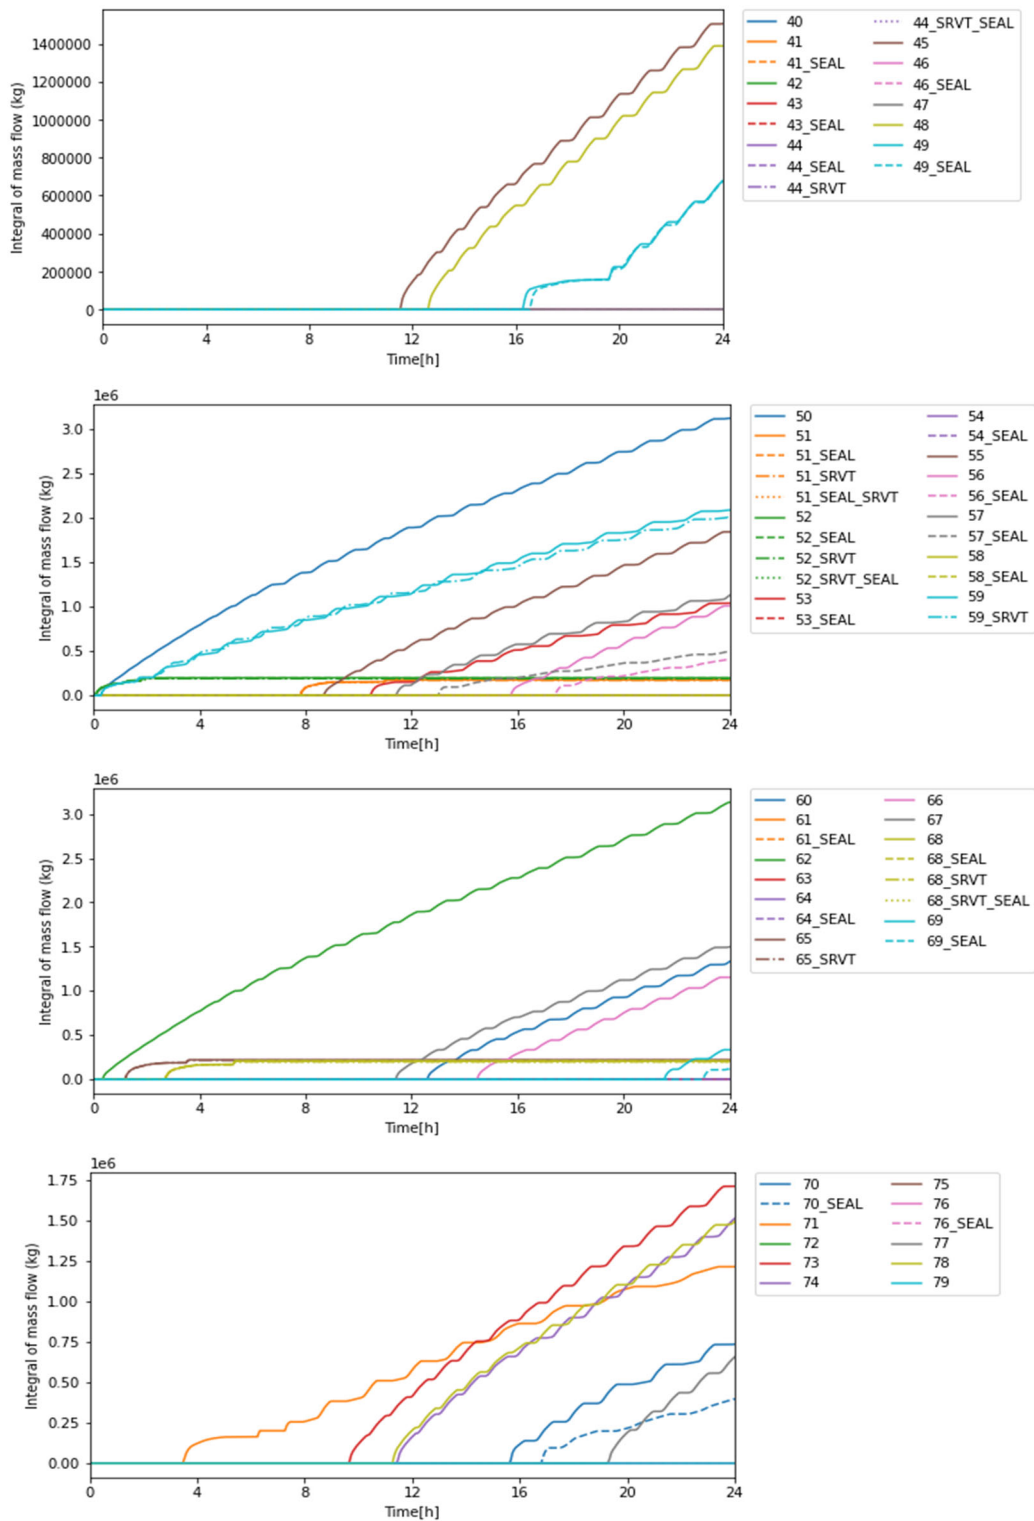 1400000
1200000
1000000
800000
600000
400000
200000
0
Integral of mass flow (kg)
0 4 8 12 16 20 24
Time[h]
40 44_SRVT_SEAL
41 45
41_SEAL 46
42 46_SEAL
43 47
43_SEAL 48
44 49
44_SEAL 49_SEAL
44_SRVT
1e6
3.0
2.5
2.0
1.5
1.0
0.5
0.0
Integral of mass flow (kg)
0 4 8 12 16 20 24
Time[h]
50 54
51 54_SEAL
51_SEAL 55
51_SRVT 56
51_SEAL_SRVT 56_SEAL
52 57
52_SEAL 57_SEAL
52_SRVT 58
52_SRVT_SEAL 58_SEAL
53 59
53_SEAL 59_SRVT
1e6
3.0
2.5
2.0
1.5
1.0
0.5
0.0
Integral of mass flow (kg)
0 4 8 12 16 20 24
Time[h]
60 66
61 67
61_SEAL 68
62 68_SEAL
63 68_SRVT
64 68_SRVT_SEAL
64_SEAL 69
65 69_SEAL
65_SRVT
1e6
1.75
1.50
1.25
1.00
0.75
0.50
0.25
0.00
Integral of mass flow (kg)
0 4 8 12 16 20 24
Time[h]
70 75
70_SEAL 76
71 76_SEAL
72 77
73 78
74 79